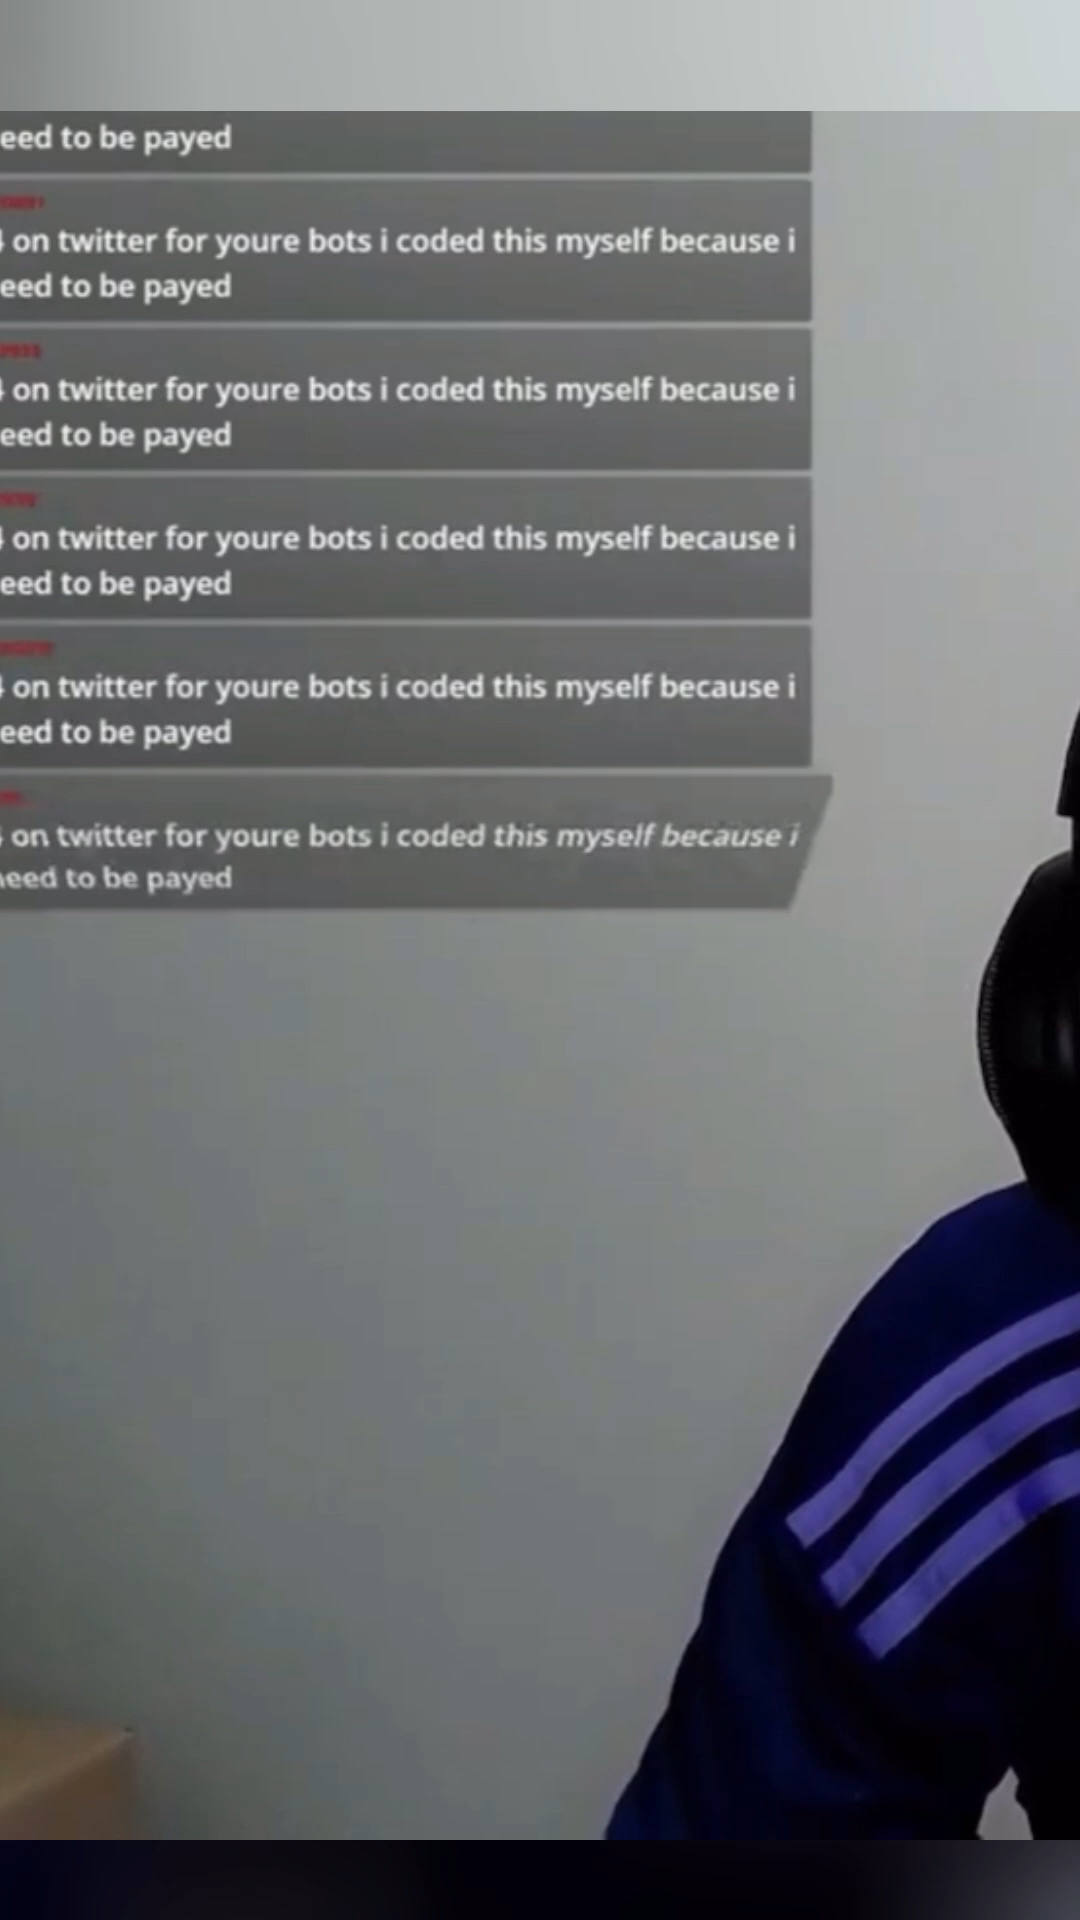 eed to be payed
on twitter for youre bots i coded this myself because i
eed to be payed
on twitter for youre bots i coded this myself because i
eed to be payed
on twitter for youre bots i coded this myself because i
eed to be payed
on twitter for youre bots i coded this myself because i
eed to be payed
on twitter for youre bots i coded this myself because i
need to be payed